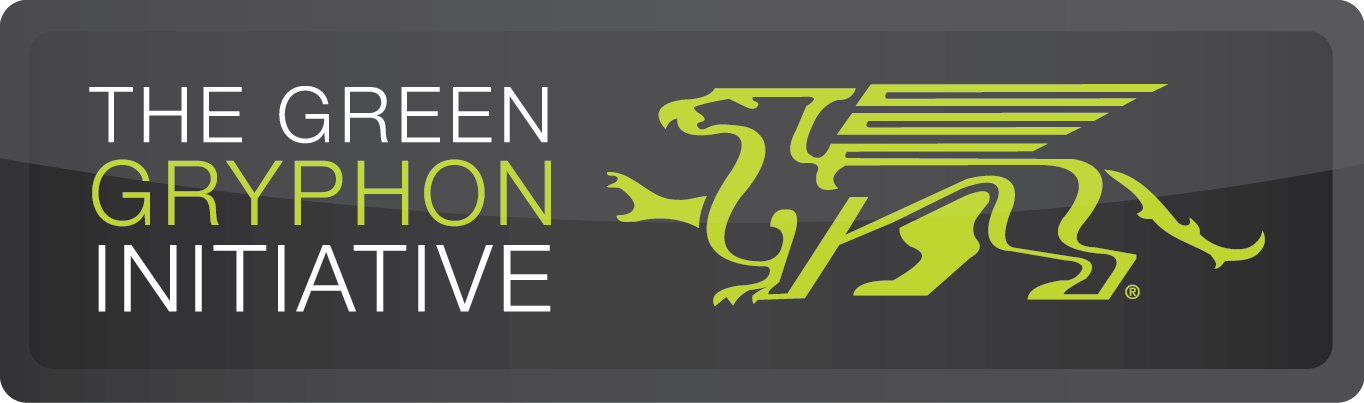 THE GREEN
GRYPHON
INITIATIVE
®